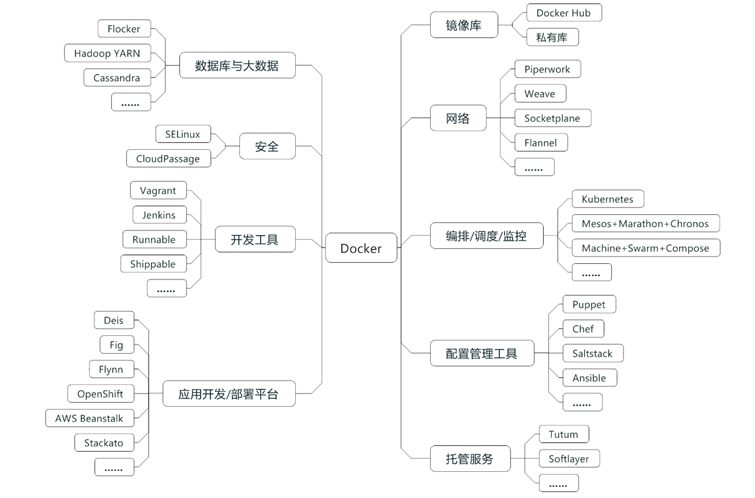 Docker
数据库与大数据
Flocker
Hadoop YARN
Cassandra
……
安全
SELinux
CloudPassage
开发工具
Vagrant
Jenkins
Runnable
Shippable
……
应用开发/部署平台
Deis
Fig
Flynn
OpenShift
AWS Beanstalk
Stackato
……
镜像库
Docker Hub
私有库
网络
Piperwork
Weave
Socketplane
Flannel
……
编排/调度/监控
Kubernetes
Mesos+Marathon+Chronos
Machine+Swarm+Compose
……
配置管理工具
Puppet
Chef
Saltstack
Ansible
……
托管服务
Tutum
Softlayer
……